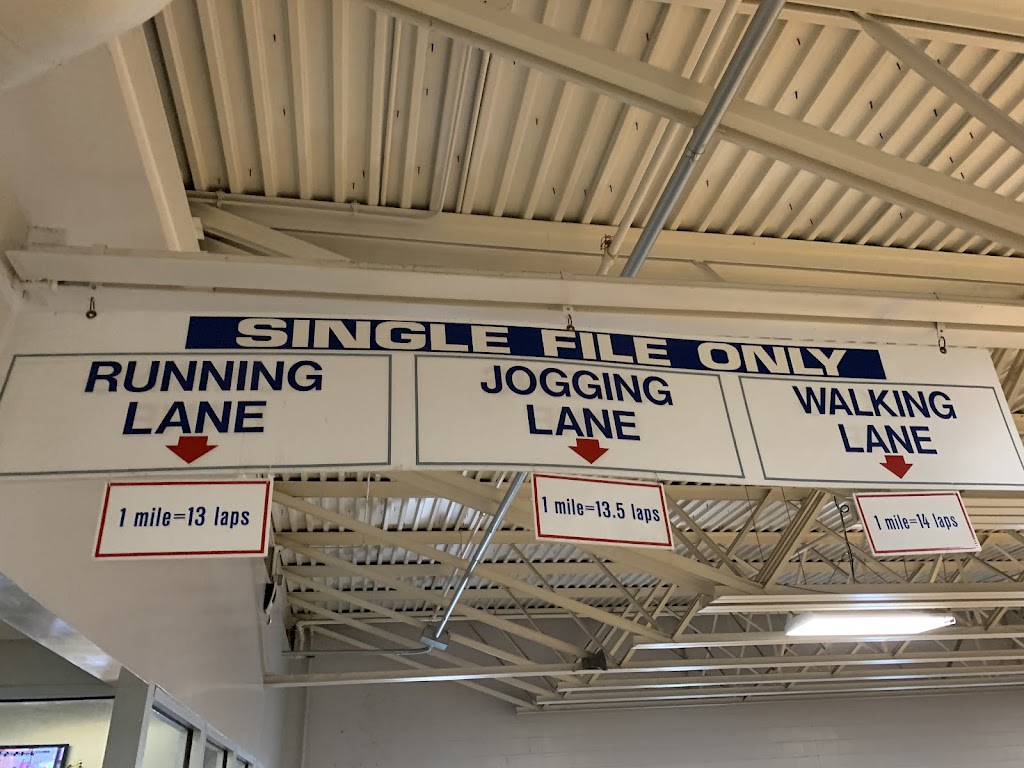 SINGLE FILE ONLY
RUNNING
LANE
1 mile=13 laps
JOGGING
LANE
1 mile=13.5 laps
WALKING
LANE
1 mile=14 laps